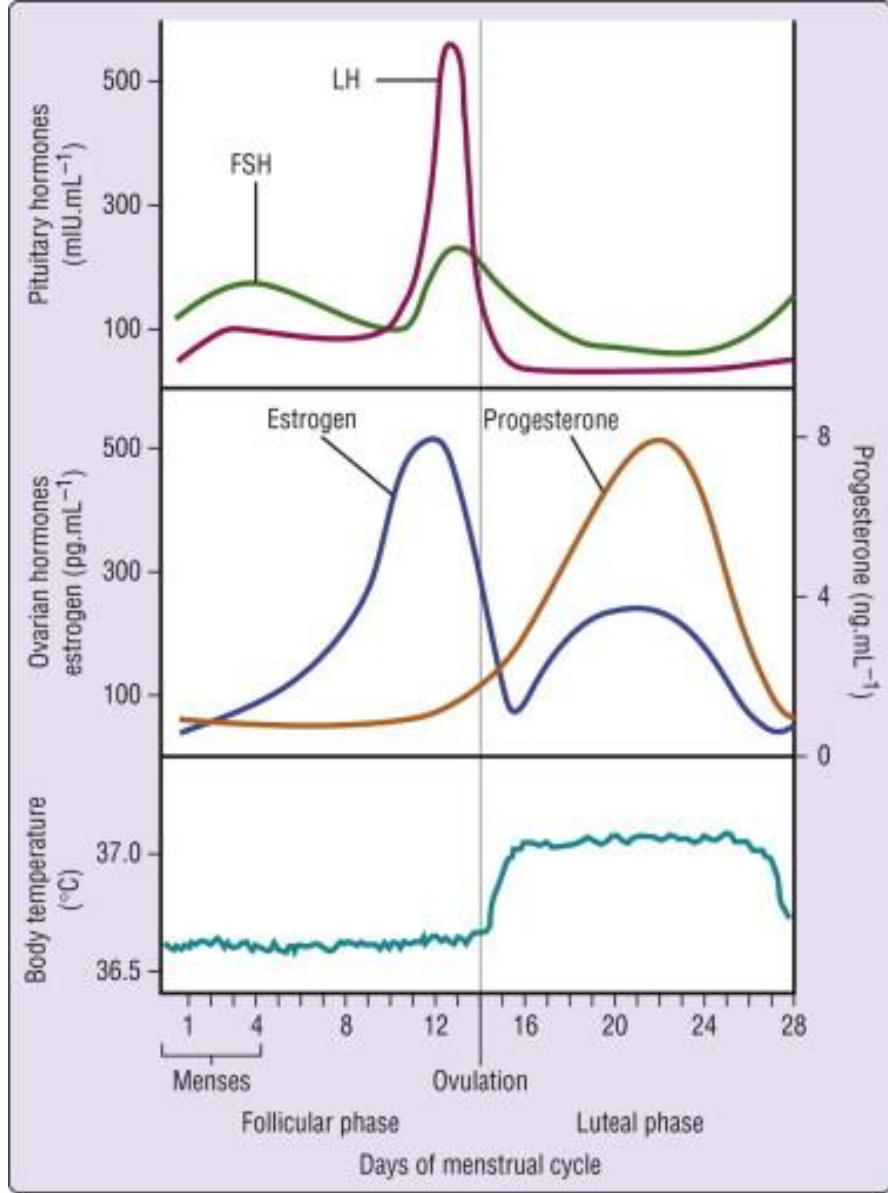 Pituitary hormones
(mIU.mL⁻¹)
500
300
100
LH
FSH
Ovarian hormones
estrogen (pg.mL⁻¹)
500
300
100
Estrogen
Progesterone
8
4
0
Progesterone (ng.mL⁻¹)
Body temperature
(°C)
37.0
36.5
1 4 8 12 16 20 24 28
Menses
Ovulation
Follicular phase
Luteal phase
Days of menstrual cycle